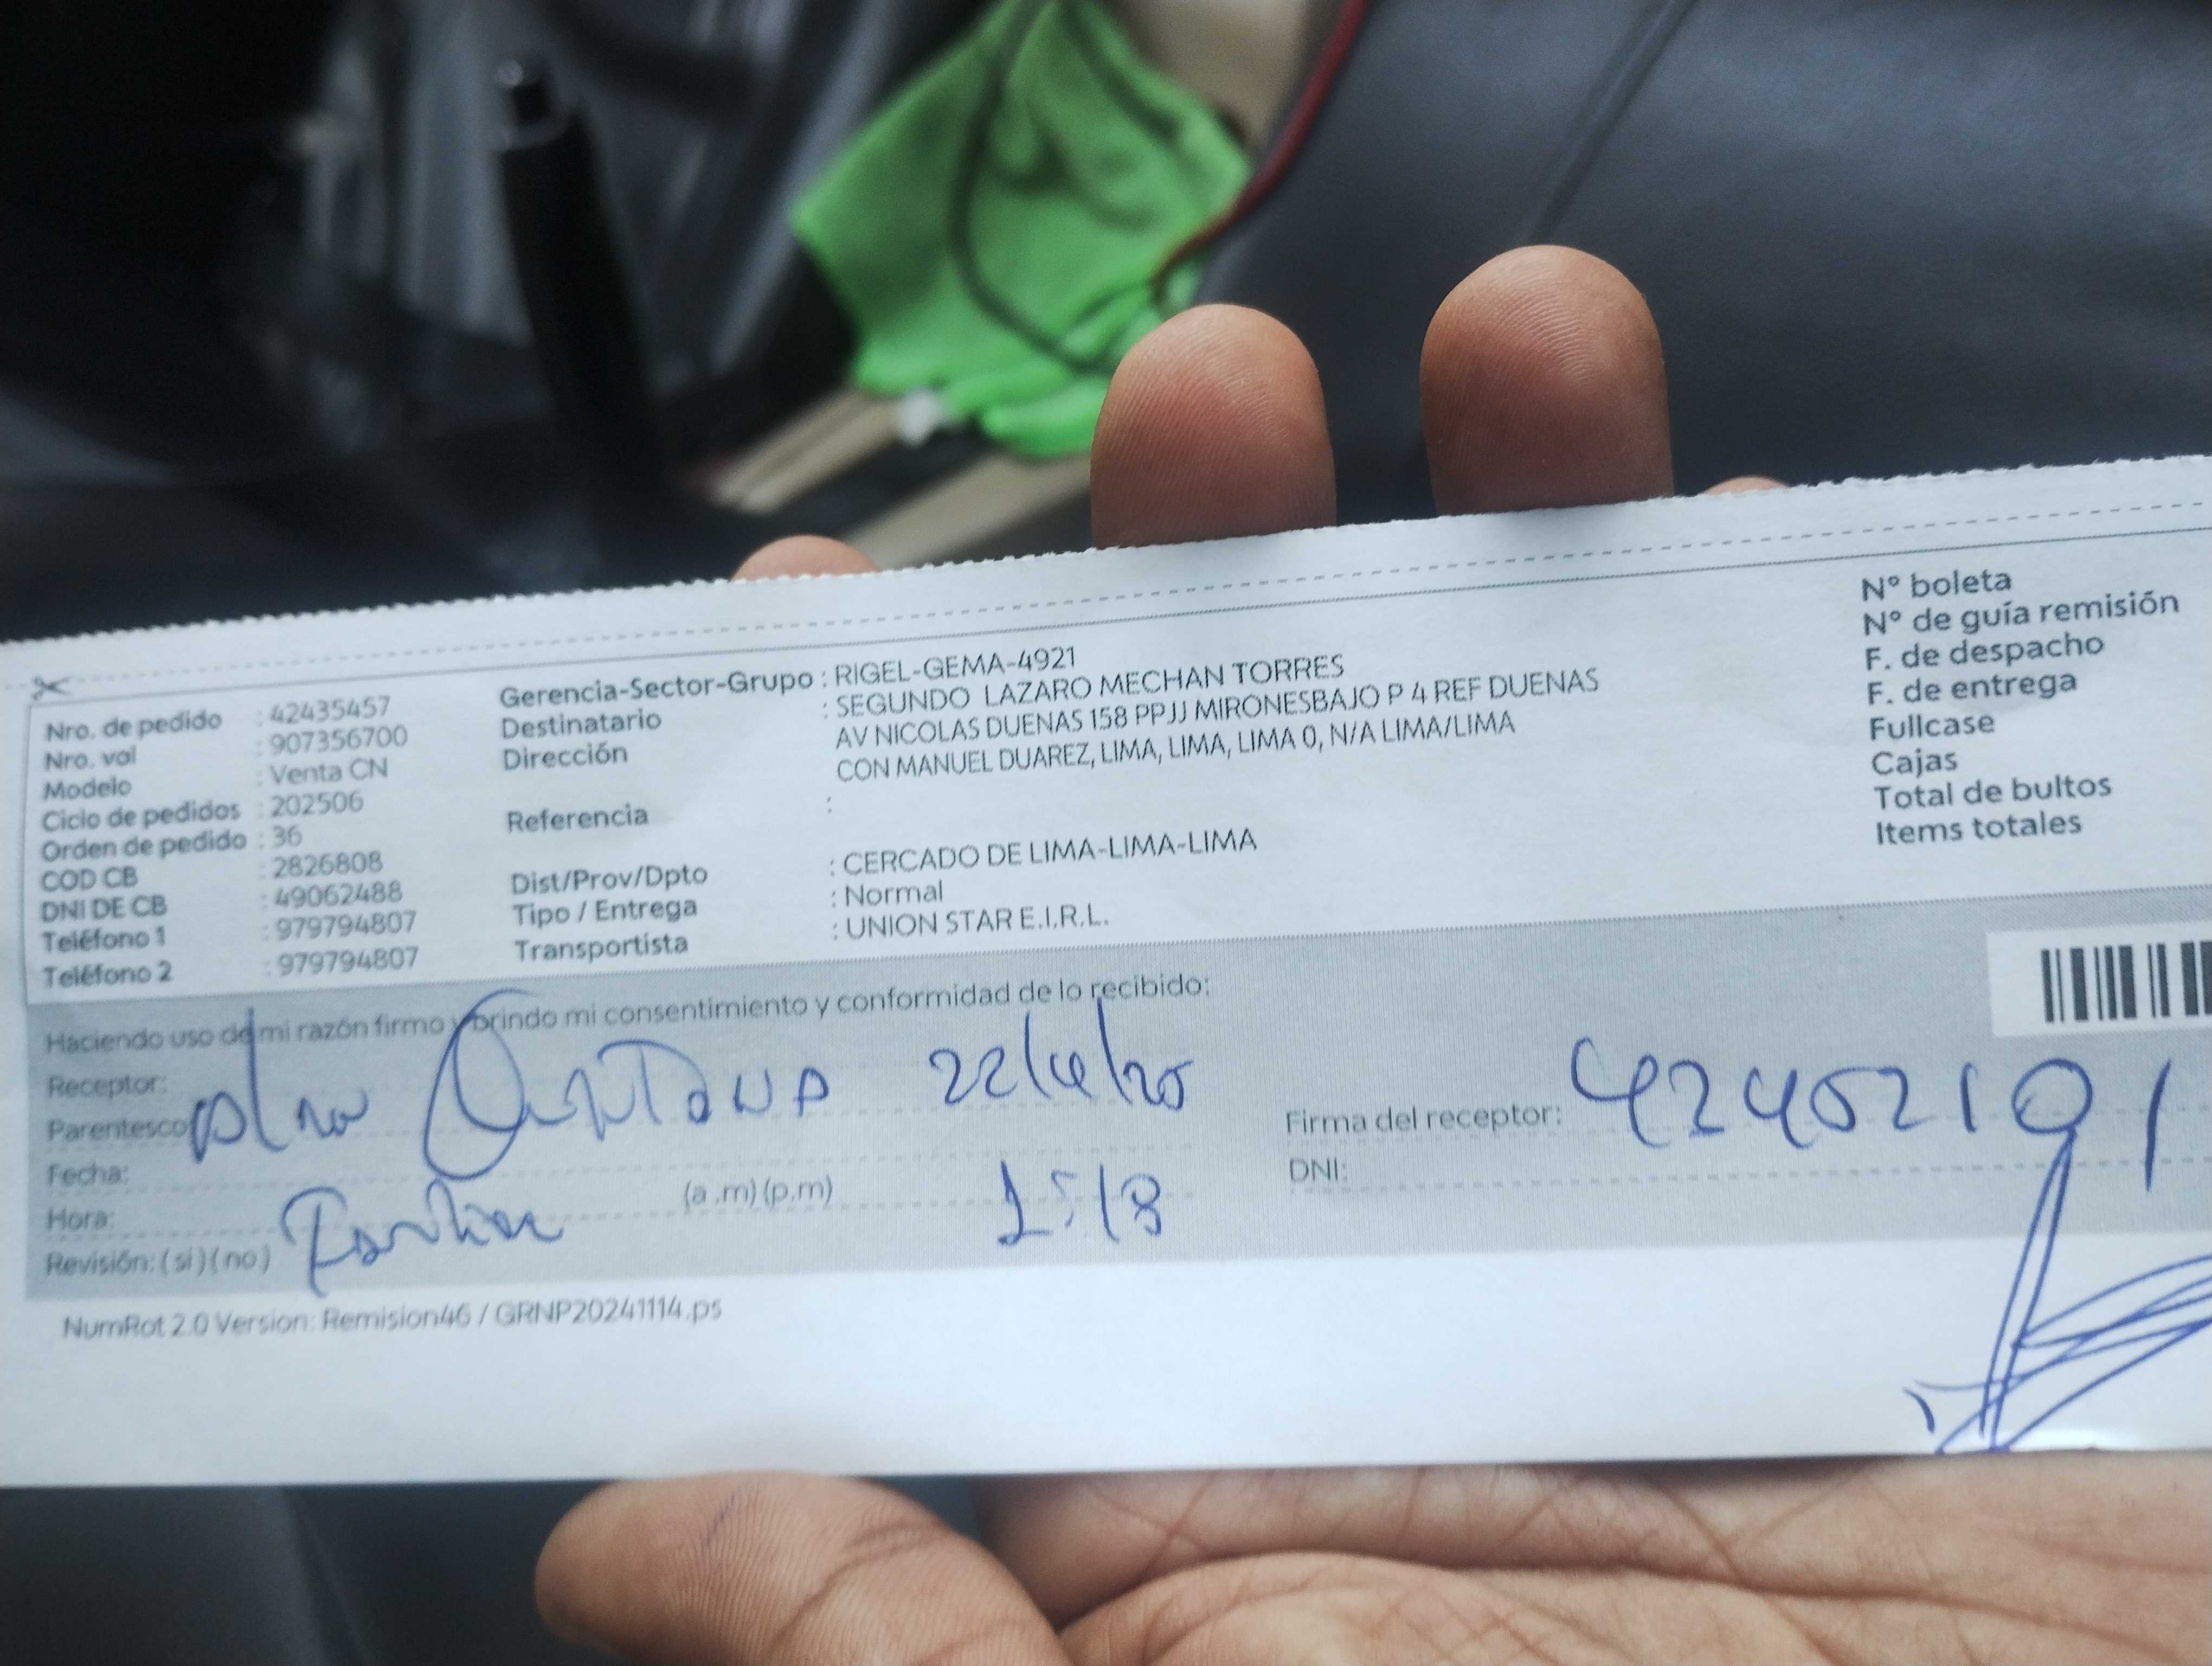 Nro. de pedido : 42435457
Nro. val : 907356700
Modelo : Venta CN
Ciclo de pedidos : 202506
Orden de pedido : 36
COD CB : 2826808
DNI DE CB : 49062488
Teléfono 1 : 979794807
Teléfono 2 : 979794807
Gerencia-Sector-Grupo : RIGEL-GEMA-4921
Destinatario : SEGUNDO LAZARO MECHAN TORRES
Dirección AV NICOLAS DUENAS 158 PPJJ MIRONESBAJO P 4 REF DUENAS
CON MANUEL DUAREZ, LIMA, LIMA, LIMA 0, N/A LIMA/LIMA
Referencia :
Dist/Prov/Dpto : CERCADO DE LIMA-LIMA-LIMA
Tipo / Entrega : Normal
Transportista : UNION STAR E.I.R.L.
N° boleta
N° de guía remisión
F. de despacho
F. de entrega
Fullcase
Cajas
Total de bultos
Items totales
Haciendo uso de mi razón firmo y brindo mi consentimiento y conformidad de lo recibido:
Receptor:
Parentesco
22/4/25
Fecha:
Hora: (a .m) (p.m)
Revisión: (si) (no)
Firma del receptor:
DNI:
NumRot 2.0 Version: Remision46 / GRNP20241114.ps